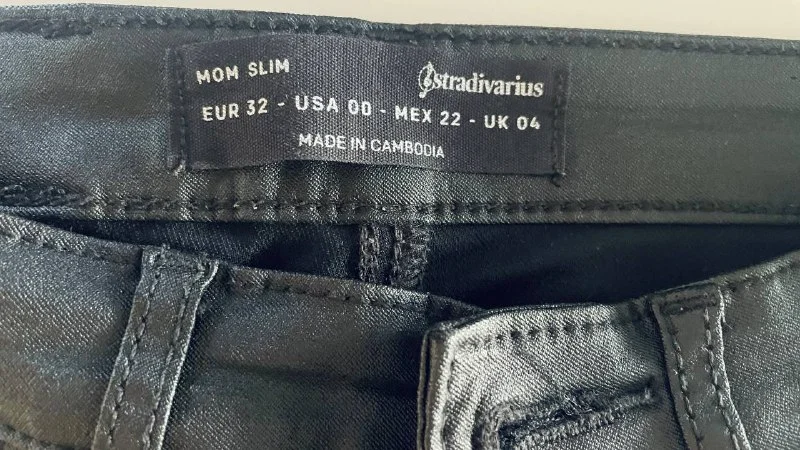 MOM SLIM
stradivarius
EUR 32 - USA 00 - MEX 22 - UK 04
MADE IN CAMBODIA